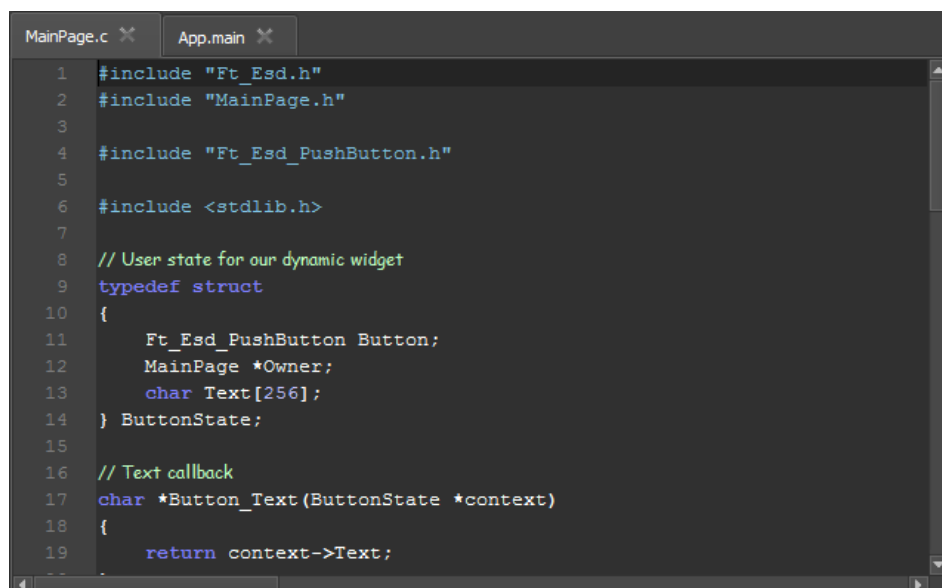 MainPage.c App.main
1 #include "Ft_Esd.h"
2 #include "MainPage.h"
3
4 #include "Ft_Esd_PushButton.h"
5
6 #include <stdlib.h>
7
8 // User state for our dynamic widget
9 typedef struct
10 {
11     Ft_Esd_PushButton Button;
12     MainPage *Owner;
13     char Text[256];
14 } ButtonState;
15
16 // Text callback
17 char *Button_Text(ButtonState *context)
18 {
19     return context->Text;